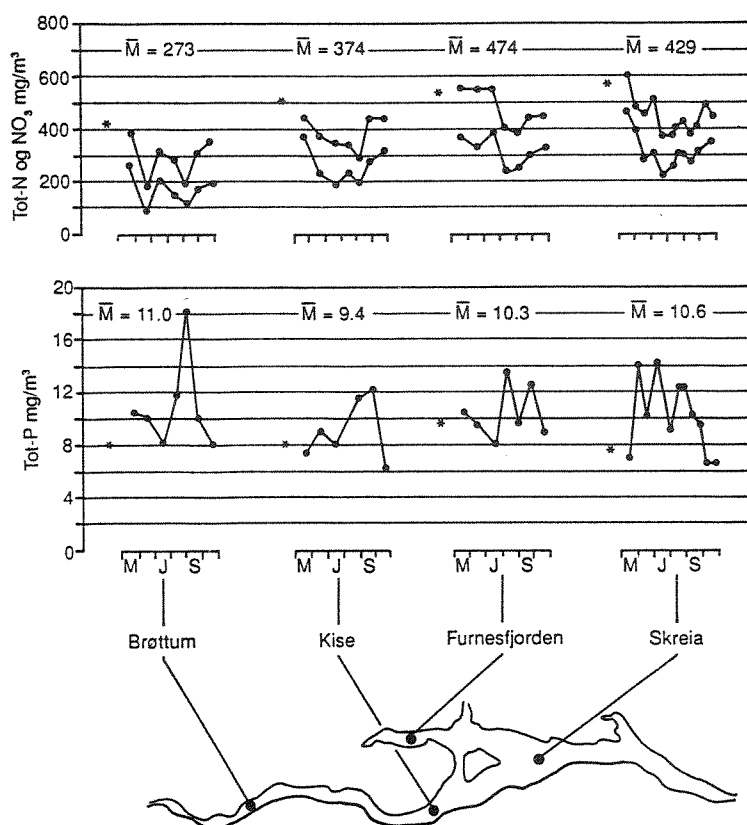 Tot-N og NO₃ mg/m³
800
600
400
200
0
M̅ = 273
M̅ = 374
M̅ = 474
M̅ = 429
*
*
*
*
Tot-P mg/m³
20
16
12
8
4
0
M̅ = 11.0
M̅ = 9.4
M̅ = 10.3
M̅ = 10.6
*
*
*
*
M J S
M J S
M J S
M J S
Brøttum
Kise
Furnesfjorden
Skreia